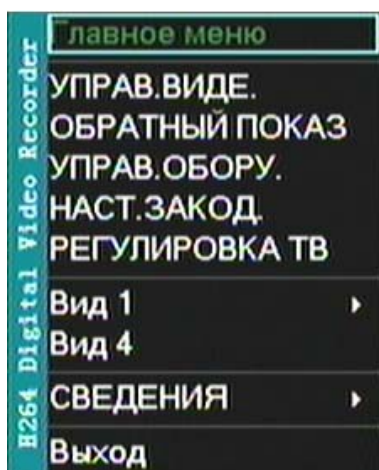 H264 Digital Video Recorder
Главное меню
УПРАВ.ВИДЕ.
ОБРАТНЫЙ ПОКАЗ
УПРАВ.ОБОРУ.
НАСТ.ЗАКОД.
РЕГУЛИРОВКА ТВ
Вид 1
Вид 4
СВЕДЕНИЯ
Выход